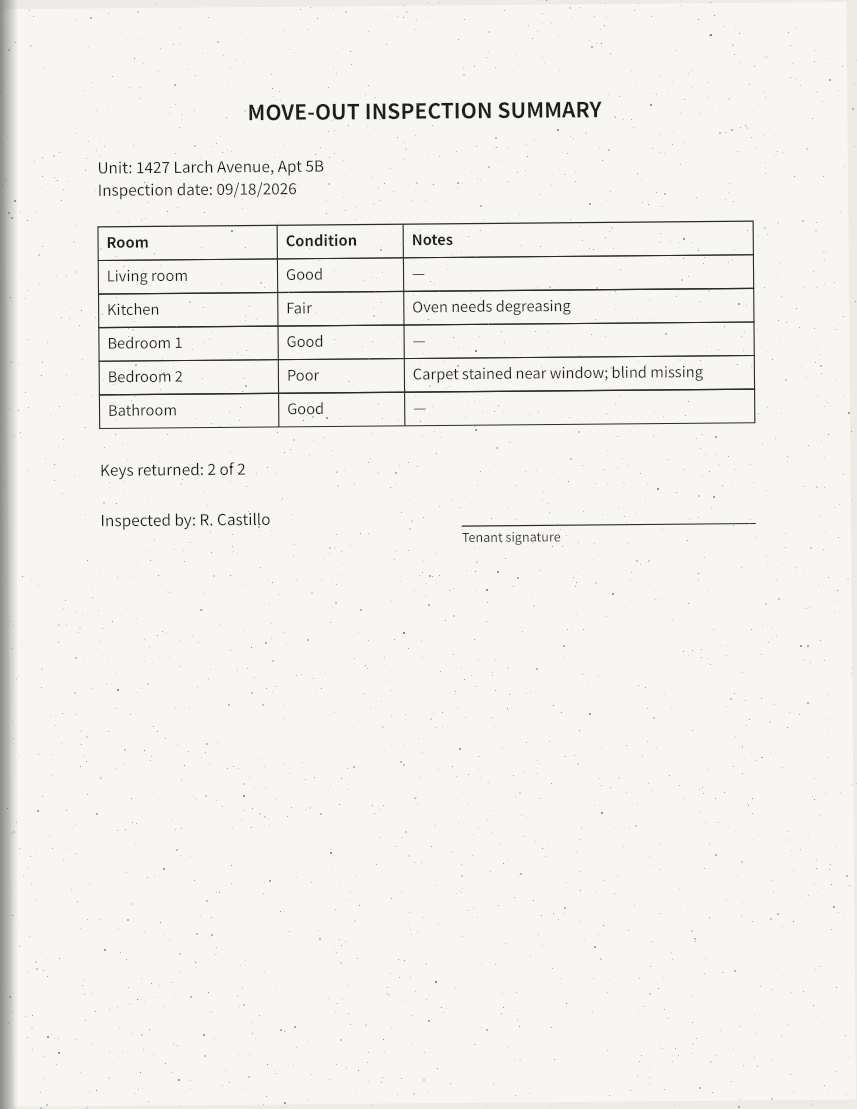 MOVE-OUT INSPECTION SUMMARY
Unit: 1427 Larch Avenue, Apt 5B
Inspection date: 09/18/2026
Room Condition Notes
Living room Good —
Kitchen Fair Oven needs degreasing
Bedroom 1 Good —
Bedroom 2 Poor Carpet stained near window; blind missing
Bathroom Good —
Keys returned: 2 of 2
Inspected by: R. Castillo
Tenant signature